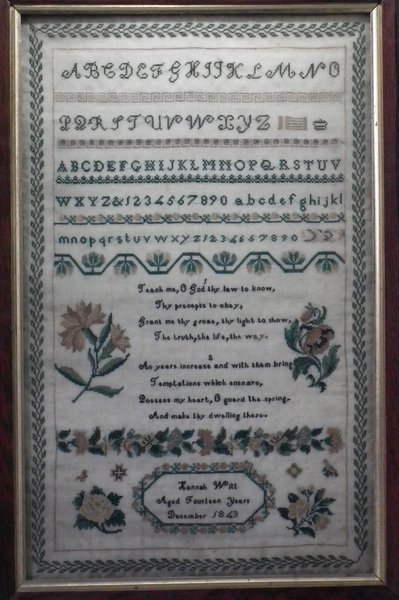 ABCDEFGHIJKLMNO
PQRSTUVWXYZ
ABCDEFGHIJKLMNOPQRSTUV
WXYZ&1234567890 abcdefghijkl
mnopqrstuvwxyz1234567890
1
Teach me, O God thy law to know,
Thy precepts to obey;
Grant me thy grace, thy light to show,
The truth, the life, the way.
2
As years increase and with them bring
Temptations which ensnare,
Possess my heart, O guard the spring.
And make thy dwelling there.
Hannah Witt
Aged Fourteen Years
December 1843